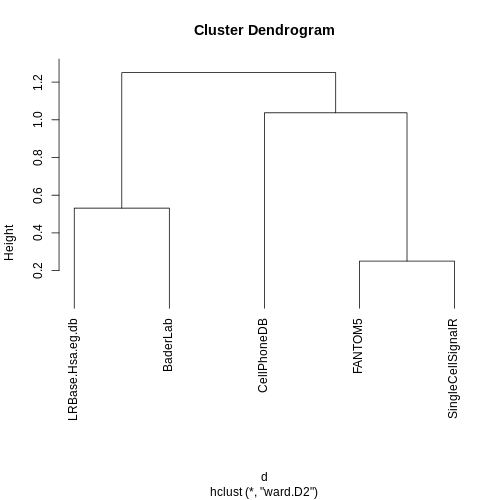 Cluster Dendrogram
Height
1.2
1.0
0.8
0.6
0.4
0.2
LRBase.Hsa.eg.db
BaderLab
CellPhoneDB
FANTOM5
SingleCellSignalR
d
hclust (*, "ward.D2")